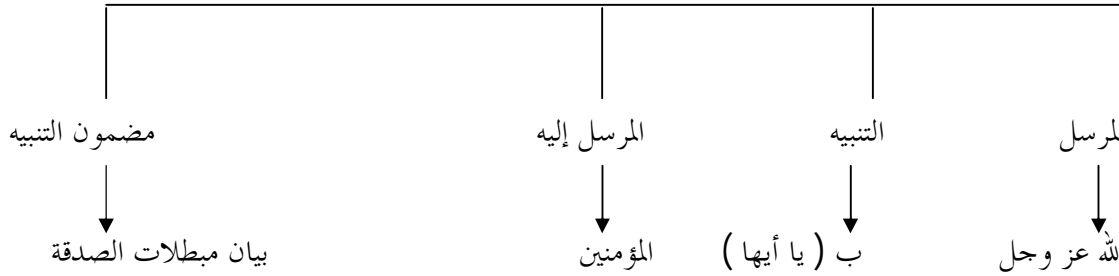 لمرسل التنبيه المرسل إليه مضمون التنبيه
لله عز وجل ب ( يا أيها ) المؤمنين بيان مبطلات الصدقة